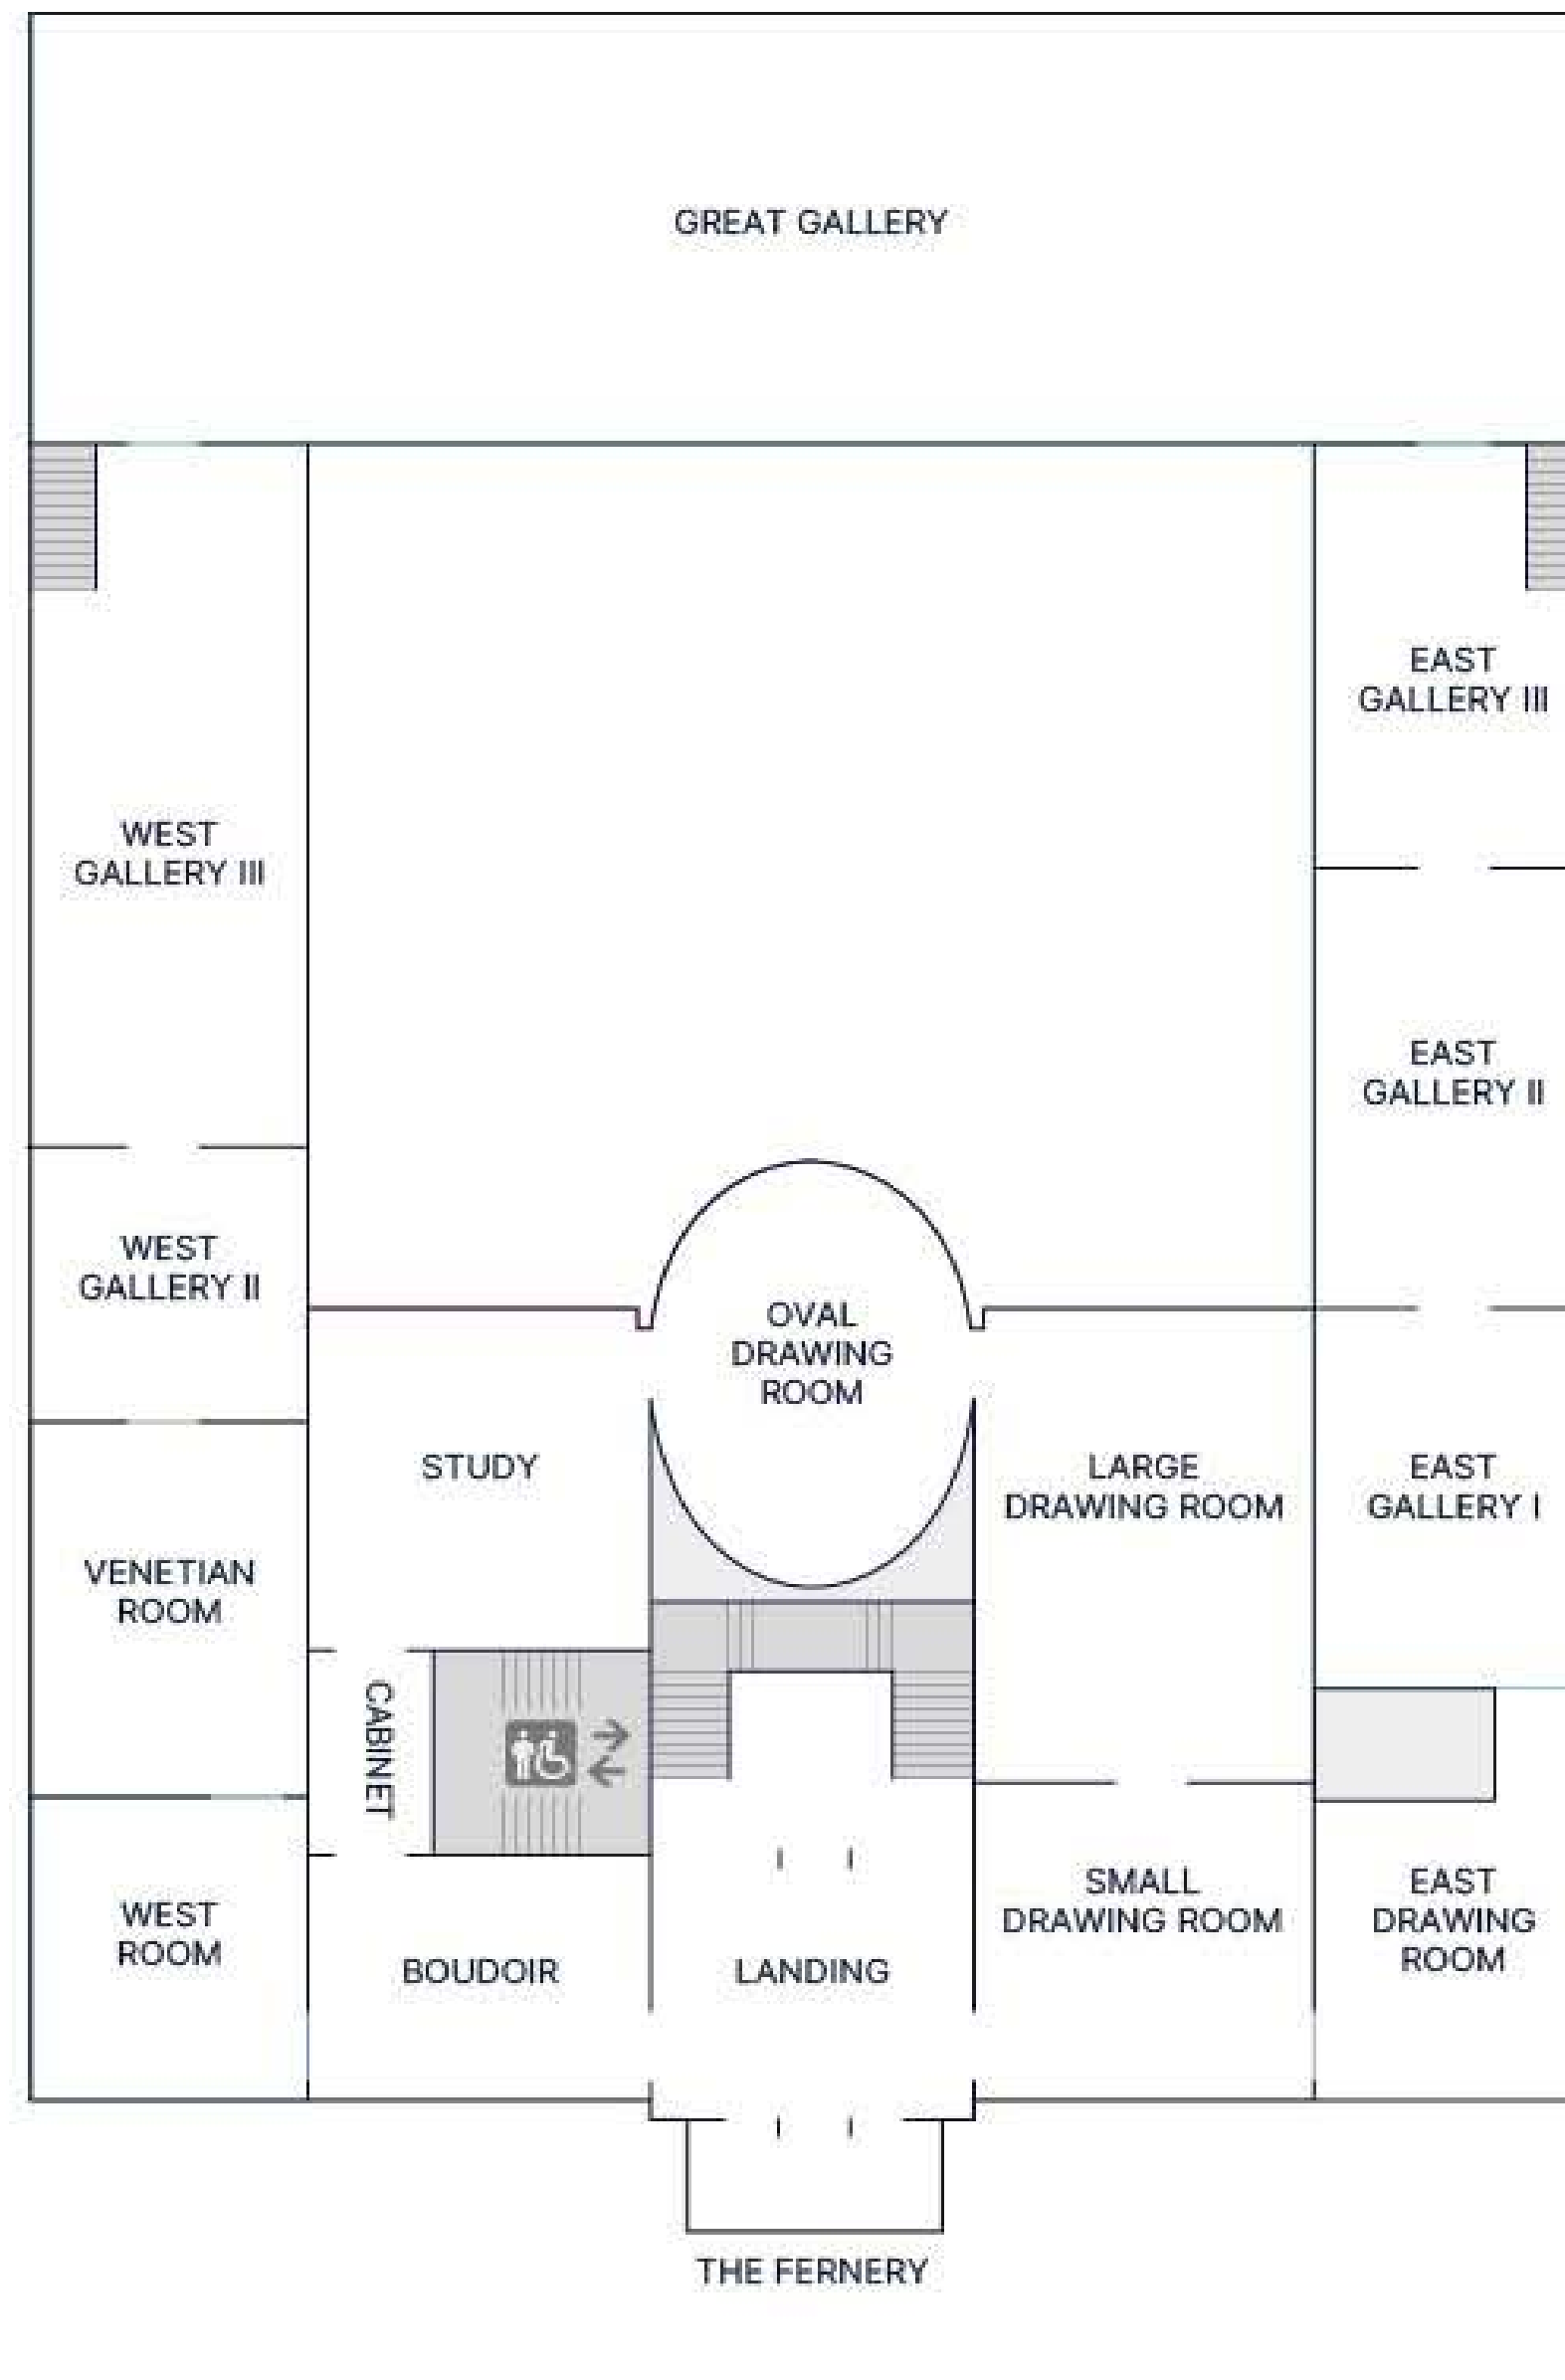 GREAT GALLERY
EAST
GALLERY III
WEST
GALLERY III
EAST
GALLERY II
WEST
GALLERY II
OVAL
DRAWING
ROOM
STUDY
LARGE
DRAWING ROOM
EAST
GALLERY I
VENETIAN
ROOM
CABINET
SMALL
DRAWING ROOM
EAST
DRAWING
ROOM
WEST
ROOM
BOUDOIR
LANDING
THE FERNERY